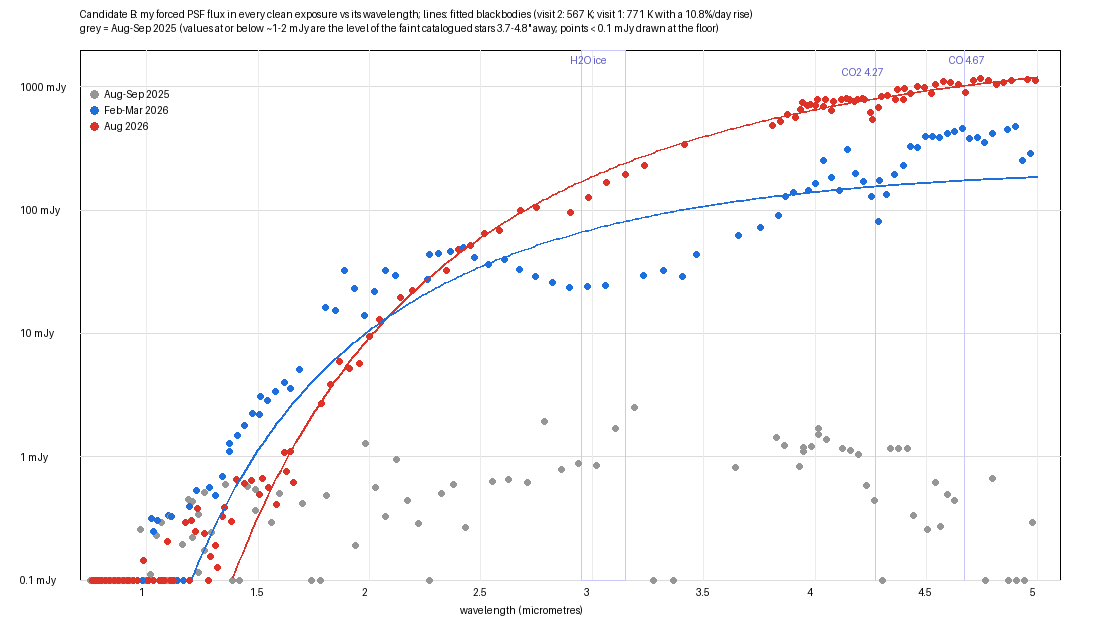 Candidate B: my forced PSF flux in every clean exposure vs its wavelength; lines: fitted blackbodies (visit 2: 567 K; visit 1: 771 K with a 10.8%/day rise)
grey = Aug-Sep 2025 (values at or below ~1-2 mJy are the level of the faint catalogued stars 3.7-4.8" away; points < 0.1 mJy drawn at the floor)
H2O ice
CO 4.67
CO2 4.27
1000 mJy
Aug-Sep 2025
Feb-Mar 2026
Aug 2026
100 mJy
10 mJy
1 mJy
0.1 mJy
1 1.5 2 2.5 3 3.5 4 4.5 5
wavelength (micrometres)